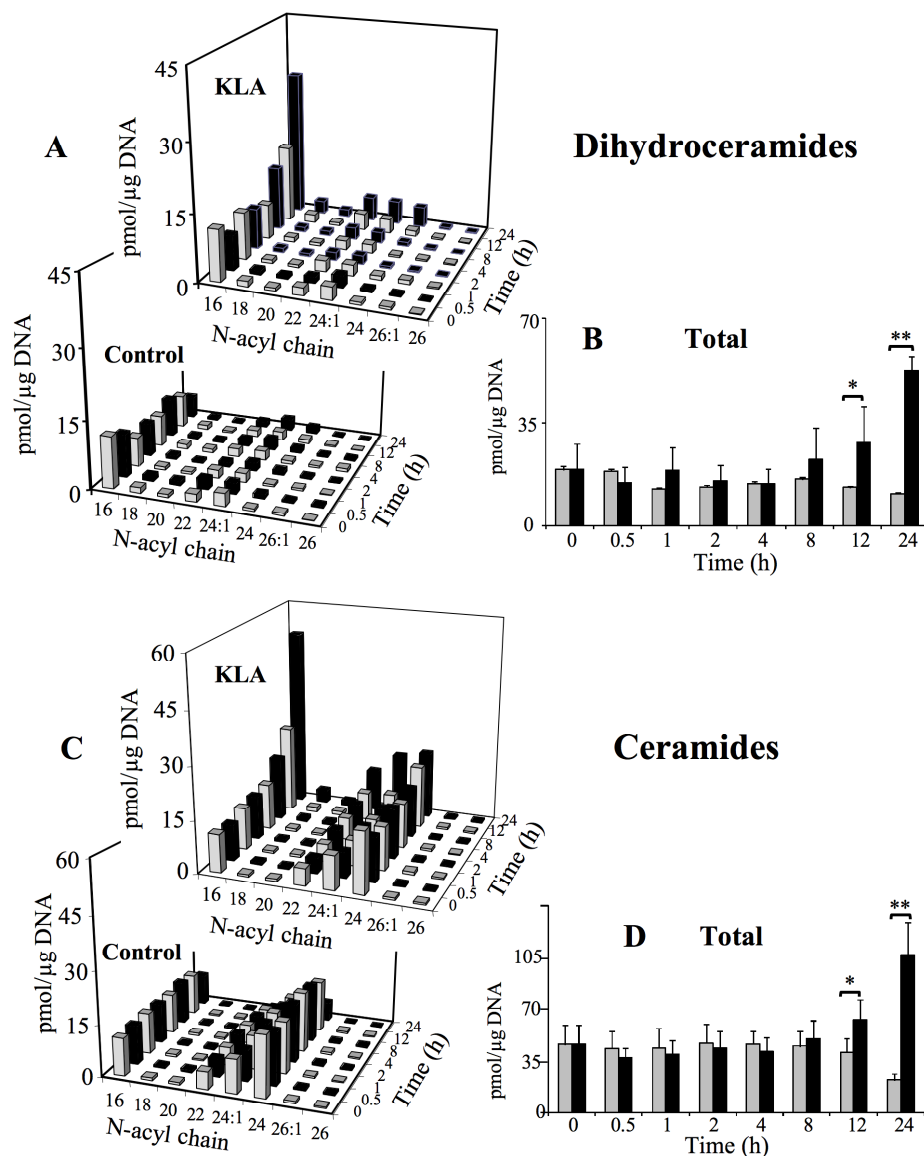 A
Dihydroceramides
KLA
pmol/µg DNA
45
30
15
0
16 18 20 22 24:1 24 26:1 26
N-acyl chain
0 0.5 1 2 4 8 12 24
Time (h)
Control
pmol/µg DNA
45
30
15
0
16 18 20 22 24:1 24 26:1 26
N-acyl chain
0 0.5 1 2 4 8 12 24
Time (h)
B Total
pmol/µg DNA
70
35
0
* **
0 0.5 1 2 4 8 12 24
Time (h)
C
Ceramides
KLA
pmol/µg DNA
60
45
30
15
0
16 18 20 22 24:1 24 26:1 26
N-acyl chain
0 0.5 1 2 4 8 12 24
Time (h)
Control
pmol/µg DNA
60
45
30
15
0
16 18 20 22 24:1 24 26:1 26
N-acyl chain
0 0.5 1 2 4 8 12 24
Time (h)
D Total
pmol/µg DNA
105
70
35
0
* **
0 0.5 1 2 4 8 12 24
Time (h)